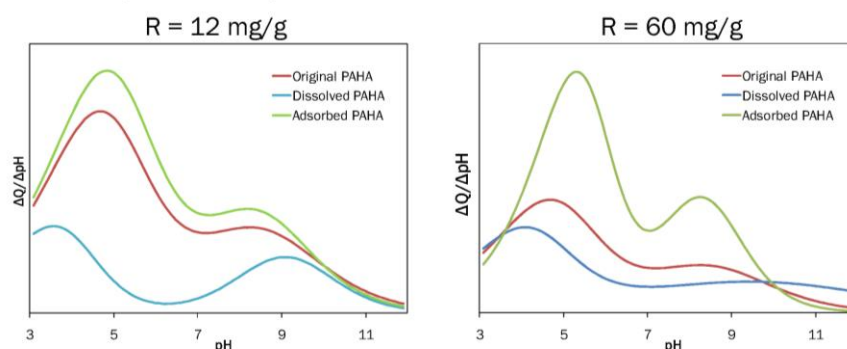 R = 12 mg/g
ΔQ/ΔpH
Original PAHA
Dissolved PAHA
Adsorbed PAHA
3
5
7
9
11
pH
R = 60 mg/g
ΔQ/ΔpH
Original PAHA
Dissolved PAHA
Adsorbed PAHA
3
5
7
9
11
pH